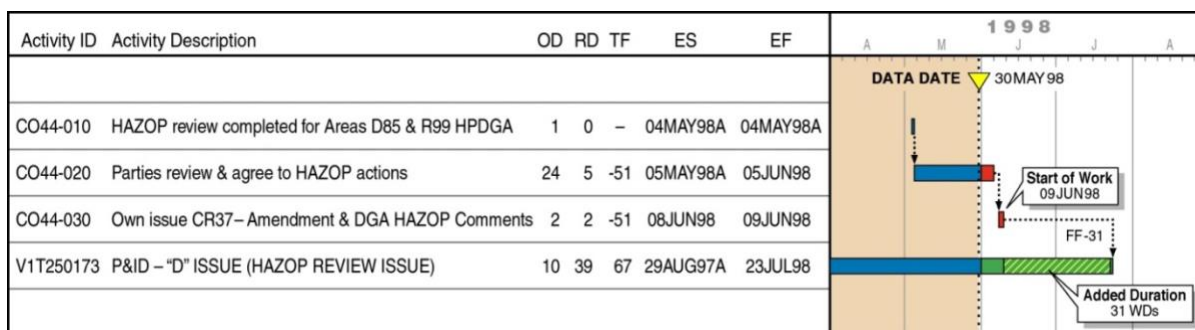 1998
Activity ID Activity Description OD RD TF ES EF A M J J A
DATA DATE 30MAY98
CO44-010 HAZOP review completed for Areas D85 & R99 HPDGA 1 0 – 04MAY98A 04MAY98A
CO44-020 Parties review & agree to HAZOP actions 24 5 -51 05MAY98A 05JUN98
Start of Work
09JUN98
CO44-030 Own issue CR37– Amendment & DGA HAZOP Comments 2 2 -51 08JUN98 09JUN98
FF-31
V1T250173 P&ID – “D” ISSUE (HAZOP REVIEW ISSUE) 10 39 67 29AUG97A 23JUL98
Added Duration
31 WDs